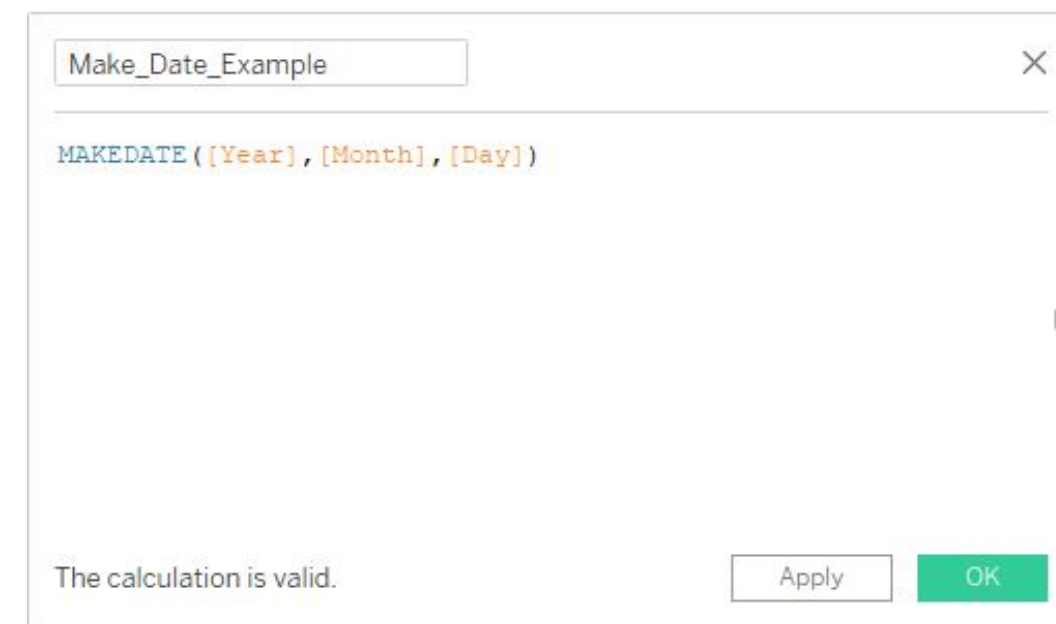 Make_Date_Example
MAKEDATE([Year],[Month],[Day])
The calculation is valid.
Apply
OK